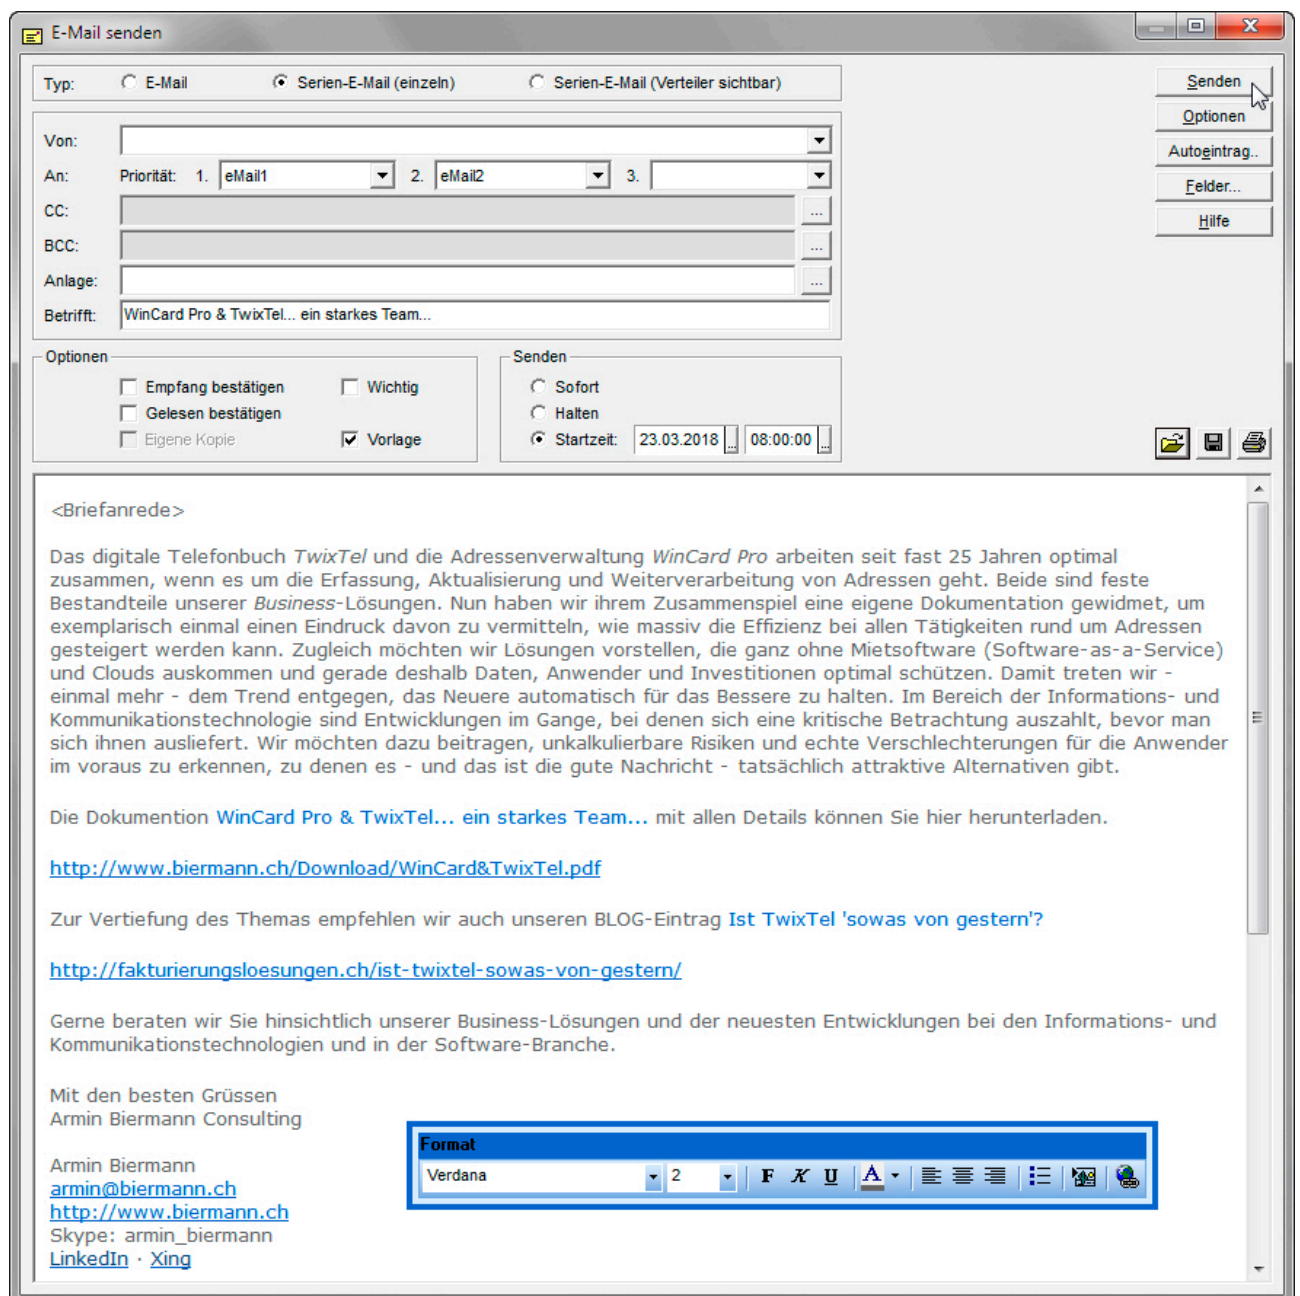 E-Mail senden
Typ: E-Mail Serien-E-Mail (einzeln) Serien-E-Mail (Verteiler sichtbar)
Senden
Optionen
Autoeintrag..
Felder...
Hilfe
Von:
An: Priorität: 1. eMail1 2. eMail2 3.
CC: ...
BCC: ...
Anlage: ...
Betrifft: WinCard Pro & TwixTel... ein starkes Team...
Optionen
Empfang bestätigen Wichtig
Gelesen bestätigen
Eigene Kopie Vorlage
Senden
Sofort
Halten
Startzeit: 23.03.2018 ... 08:00:00 ...
<Briefanrede>
Das digitale Telefonbuch TwixTel und die Adressenverwaltung WinCard Pro arbeiten seit fast 25 Jahren optimal
zusammen, wenn es um die Erfassung, Aktualisierung und Weiterverarbeitung von Adressen geht. Beide sind feste
Bestandteile unserer Business-Lösungen. Nun haben wir ihrem Zusammenspiel eine eigene Dokumentation gewidmet, um
exemplarisch einmal einen Eindruck davon zu vermitteln, wie massiv die Effizienz bei allen Tätigkeiten rund um Adressen
gesteigert werden kann. Zugleich möchten wir Lösungen vorstellen, die ganz ohne Mietsoftware (Software-as-a-Service)
und Clouds auskommen und gerade deshalb Daten, Anwender und Investitionen optimal schützen. Damit treten wir -
einmal mehr - dem Trend entgegen, das Neuere automatisch für das Bessere zu halten. Im Bereich der Informations- und
Kommunikationstechnologie sind Entwicklungen im Gange, bei denen sich eine kritische Betrachtung auszahlt, bevor man
sich ihnen ausliefert. Wir möchten dazu beitragen, unkalkulierbare Risiken und echte Verschlechterungen für die Anwender
im voraus zu erkennen, zu denen es - und das ist die gute Nachricht - tatsächlich attraktive Alternativen gibt.
Die Dokumention WinCard Pro & TwixTel... ein starkes Team... mit allen Details können Sie hier herunterladen.
http://www.biermann.ch/Download/WinCard&TwixTel.pdf
Zur Vertiefung des Themas empfehlen wir auch unseren BLOG-Eintrag Ist TwixTel 'sowas von gestern'?
http://fakturierungsloesungen.ch/ist-twixtel-sowas-von-gestern/
Gerne beraten wir Sie hinsichtlich unserer Business-Lösungen und der neuesten Entwicklungen bei den Informations- und
Kommunikationstechnologien und in der Software-Branche.
Mit den besten Grüssen
Armin Biermann Consulting
Armin Biermann
armin@biermann.ch
http://www.biermann.ch
Skype: armin_biermann
LinkedIn · Xing
Format
Verdana 2 F K U A